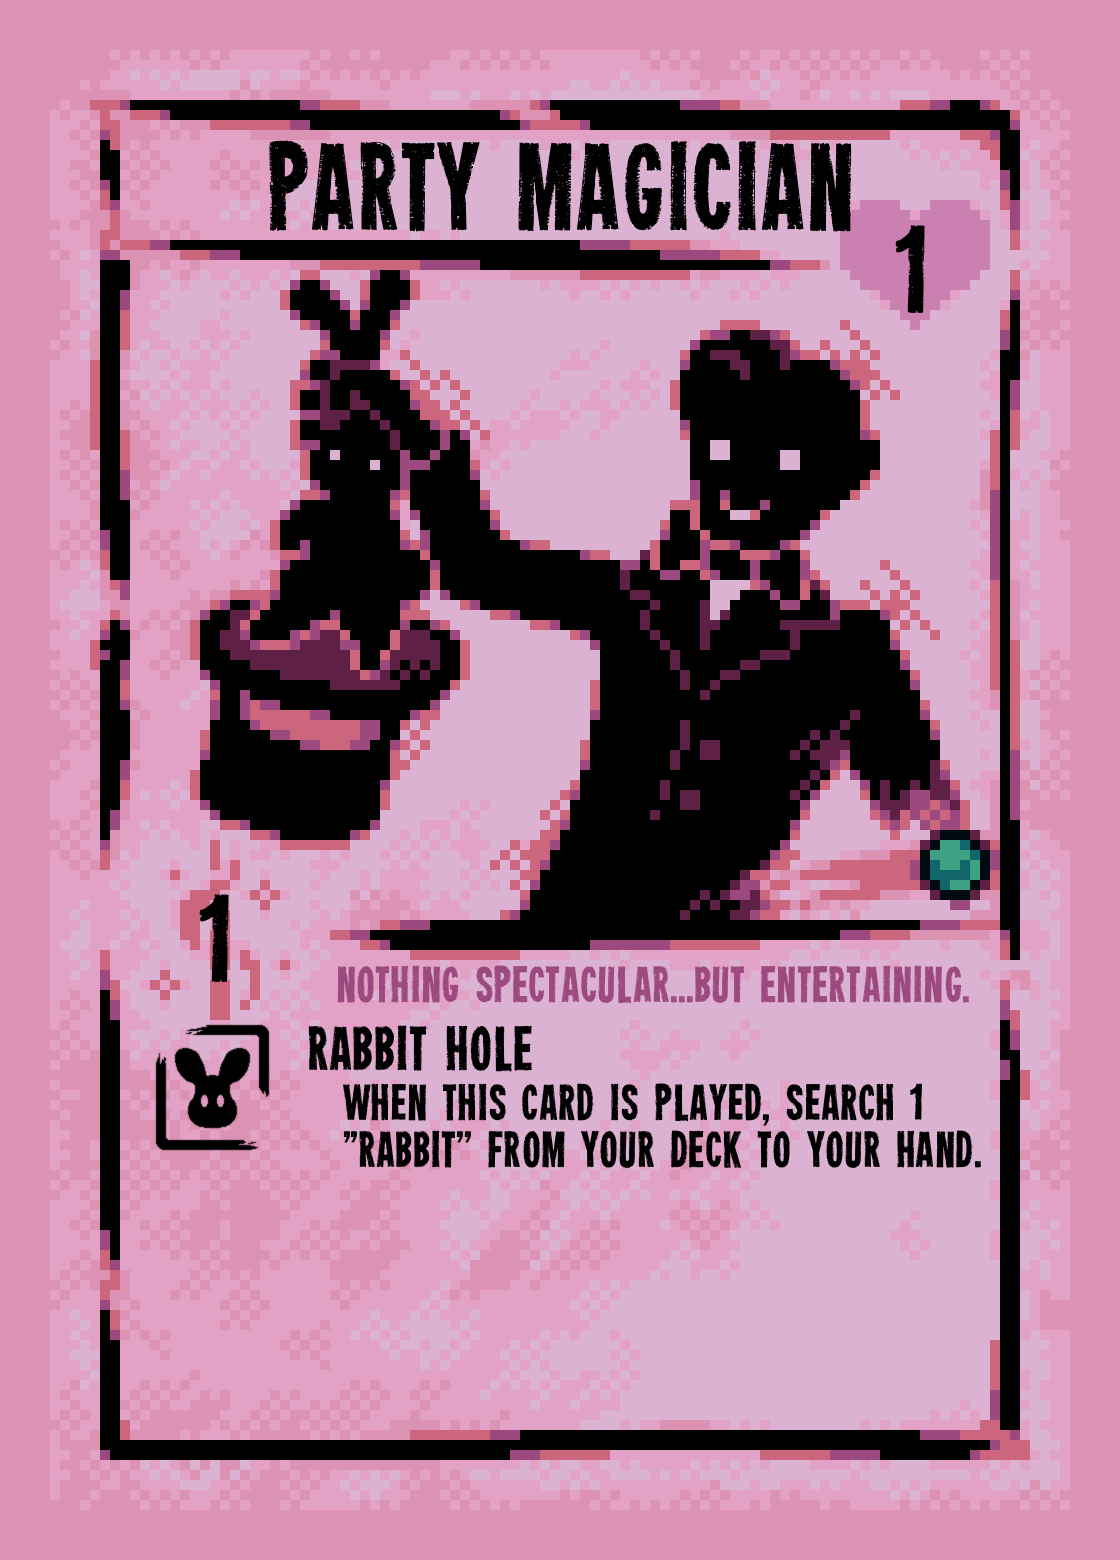 PARTY MAGICIAN
1
1
NOTHING SPECTACULAR...BUT ENTERTAINING.
RABBIT HOLE
WHEN THIS CARD IS PLAYED, SEARCH 1
"RABBIT" FROM YOUR DECK TO YOUR HAND.